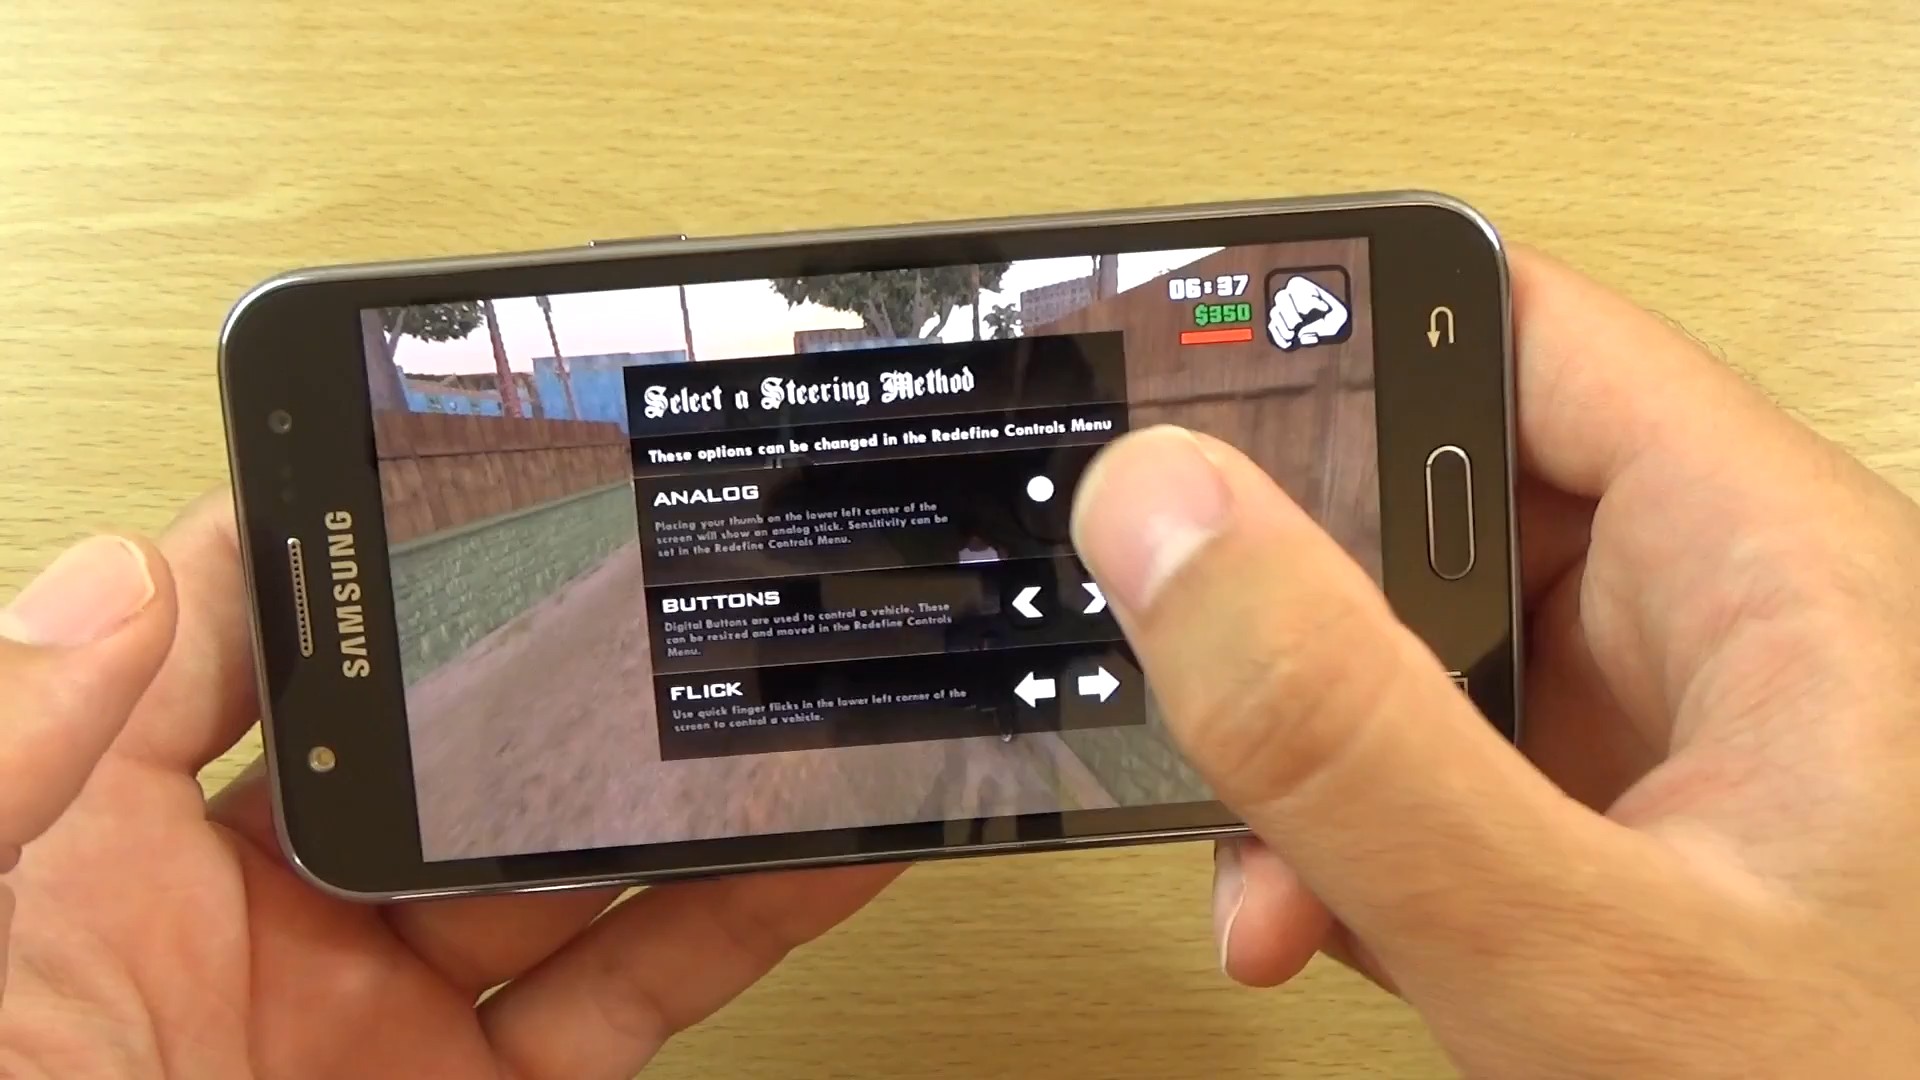 SAMSUNG
06:37
$350
Select a Steering Method
These options can be changed in the Redefine Controls Menu
ANALOG
Placing your thumb on the lower left corner of the
screen will show an analog stick. Sensitivity can be
set in the Redefine Controls Menu.
BUTTONS
Digital Buttons are used to control a vehicle. These
can be resized and moved in the Redefine Controls
Menu.
FLICK
Use quick finger flicks in the lower left corner of the
screen to control a vehicle.